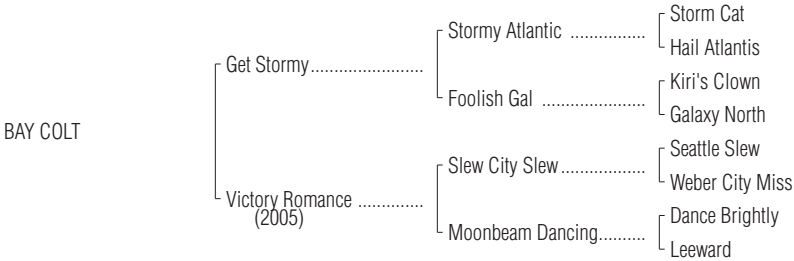 Storm Cat
Stormy Atlantic ................
Hail Atlantis
Get Stormy........................
Kiri's Clown
Foolish Gal ......................
Galaxy North
BAY COLT
Seattle Slew
Slew City Slew..................
Weber City Miss
Victory Romance ..............
(2005)
Dance Brightly
Moonbeam Dancing..........
Leeward